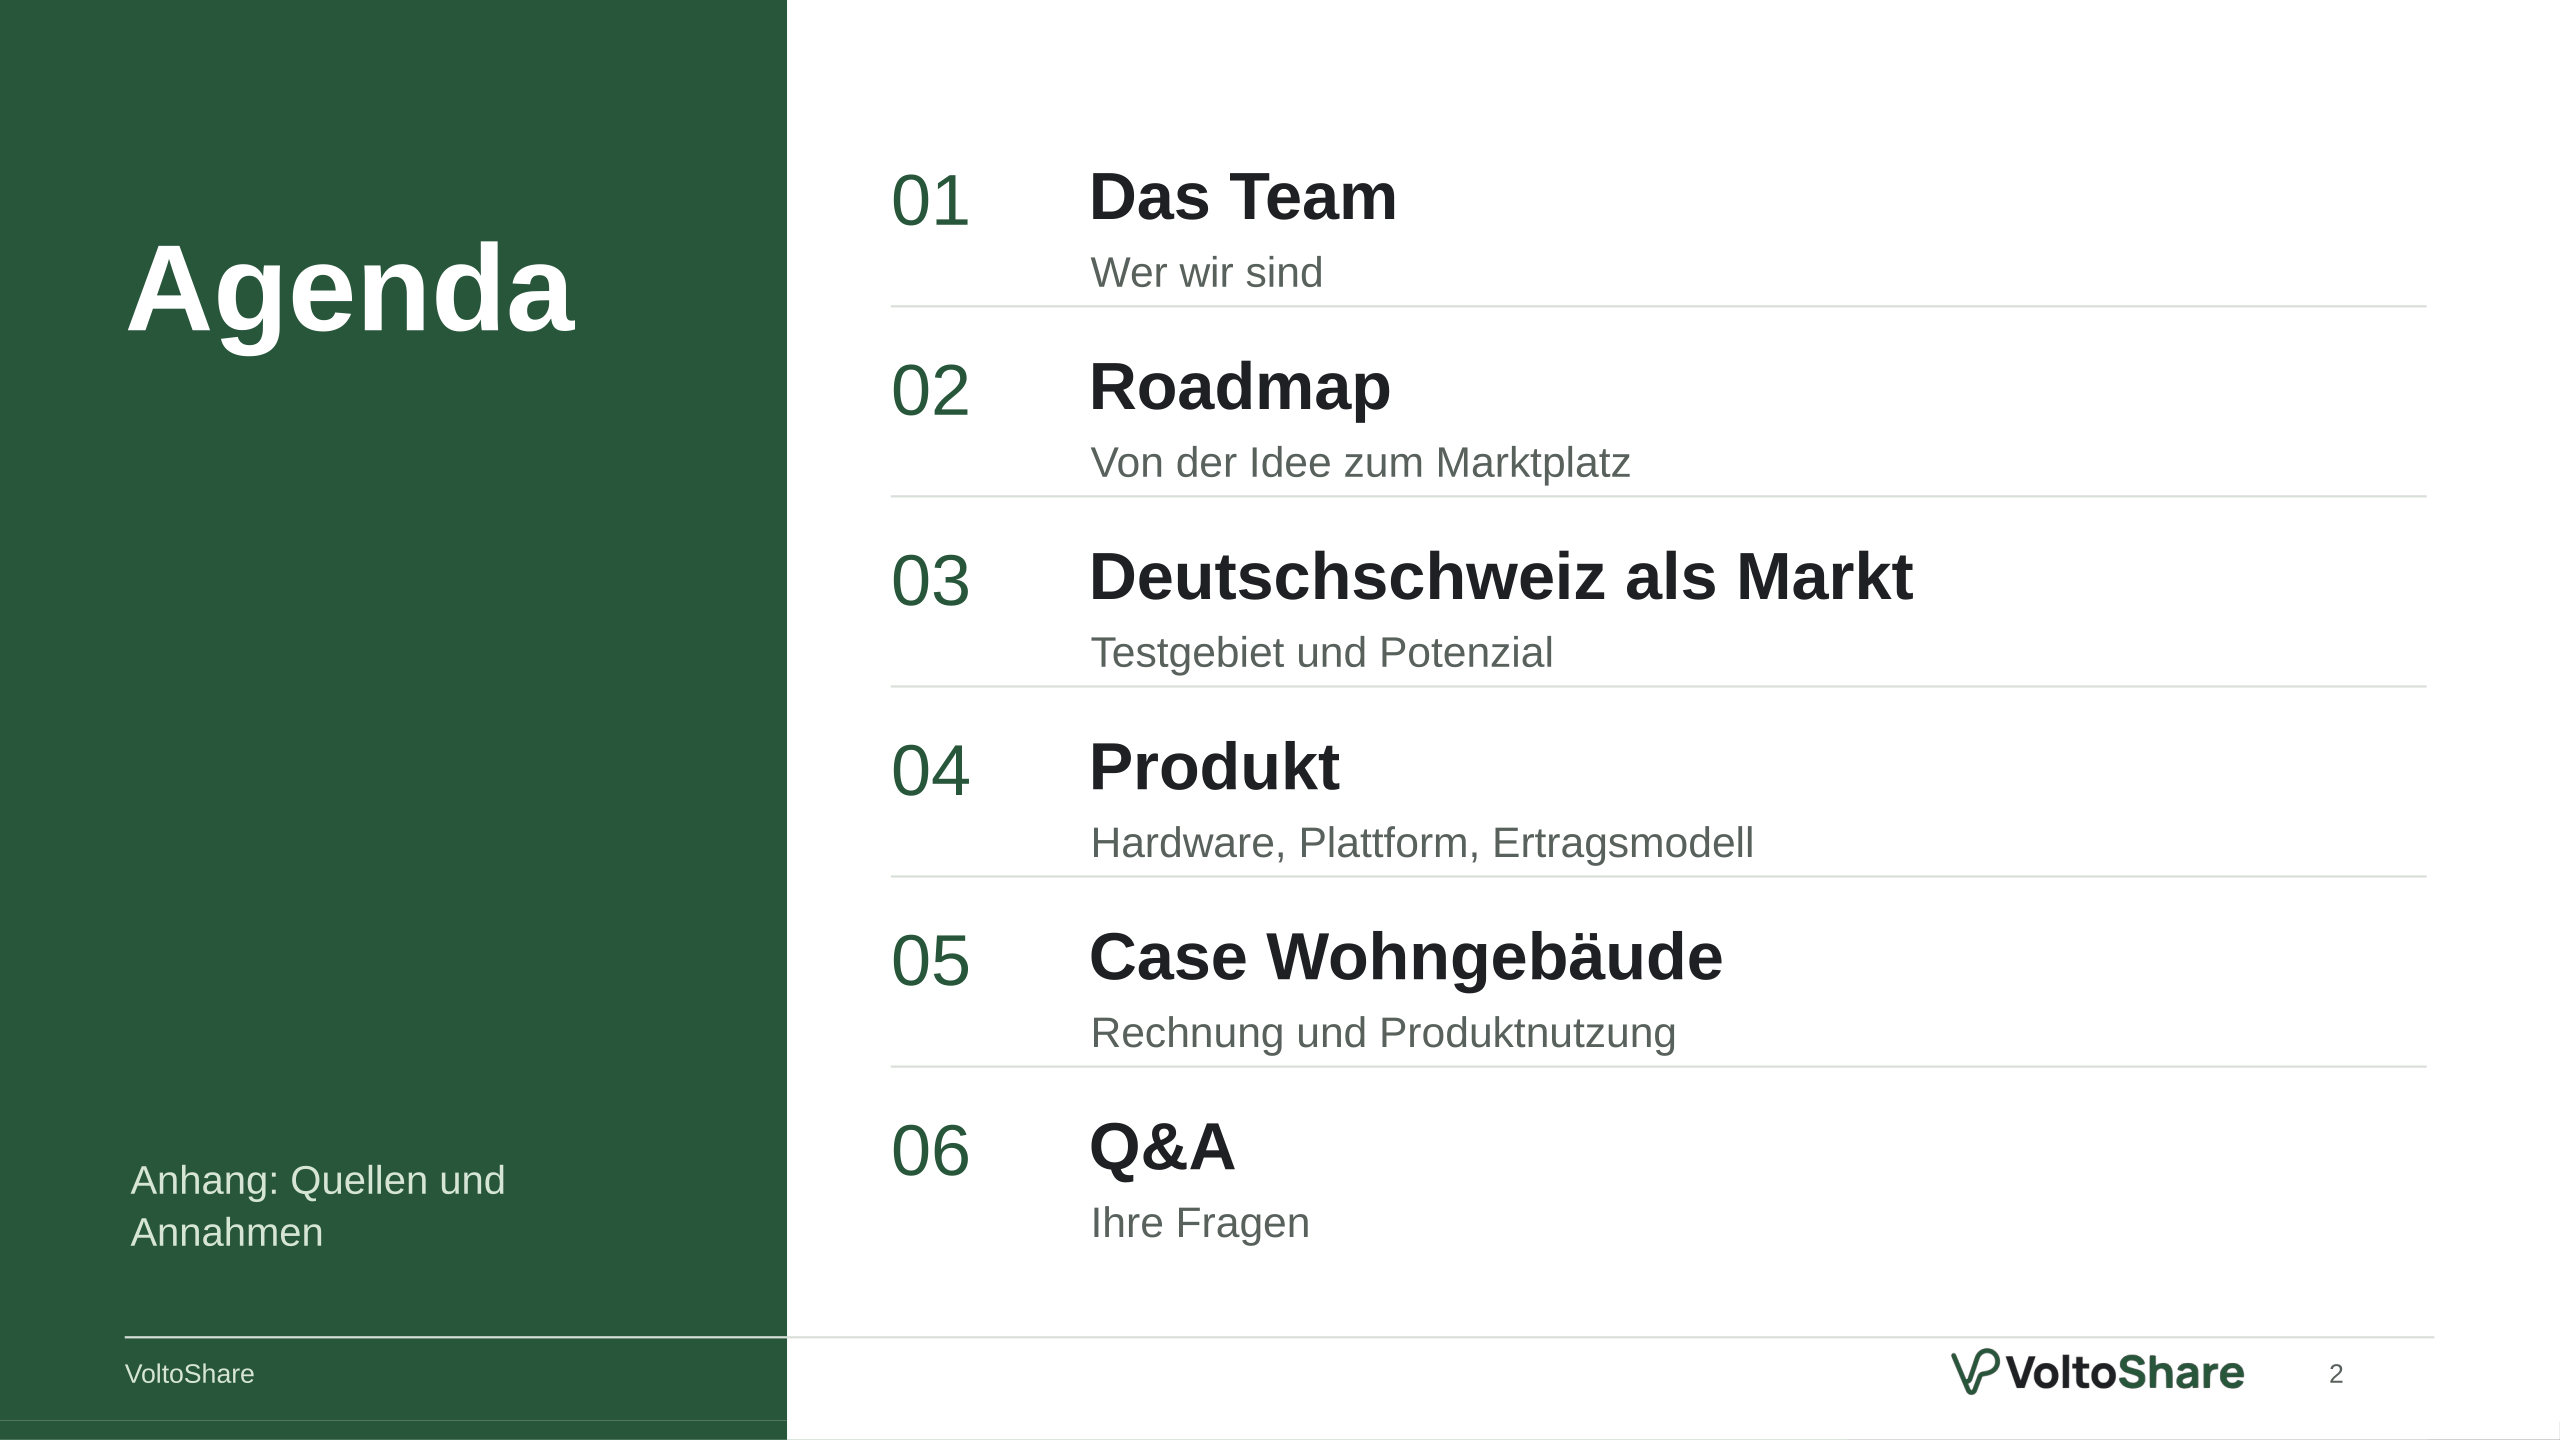 Agenda
Anhang: Quellen und
Annahmen
01 Das Team
Wer wir sind
02 Roadmap
Von der Idee zum Marktplatz
03 Deutschschweiz als Markt
Testgebiet und Potenzial
04 Produkt
Hardware, Plattform, Ertragsmodell
05 Case Wohngebäude
Rechnung und Produktnutzung
06 Q&A
Ihre Fragen
VoltoShare
VoltoShare
2